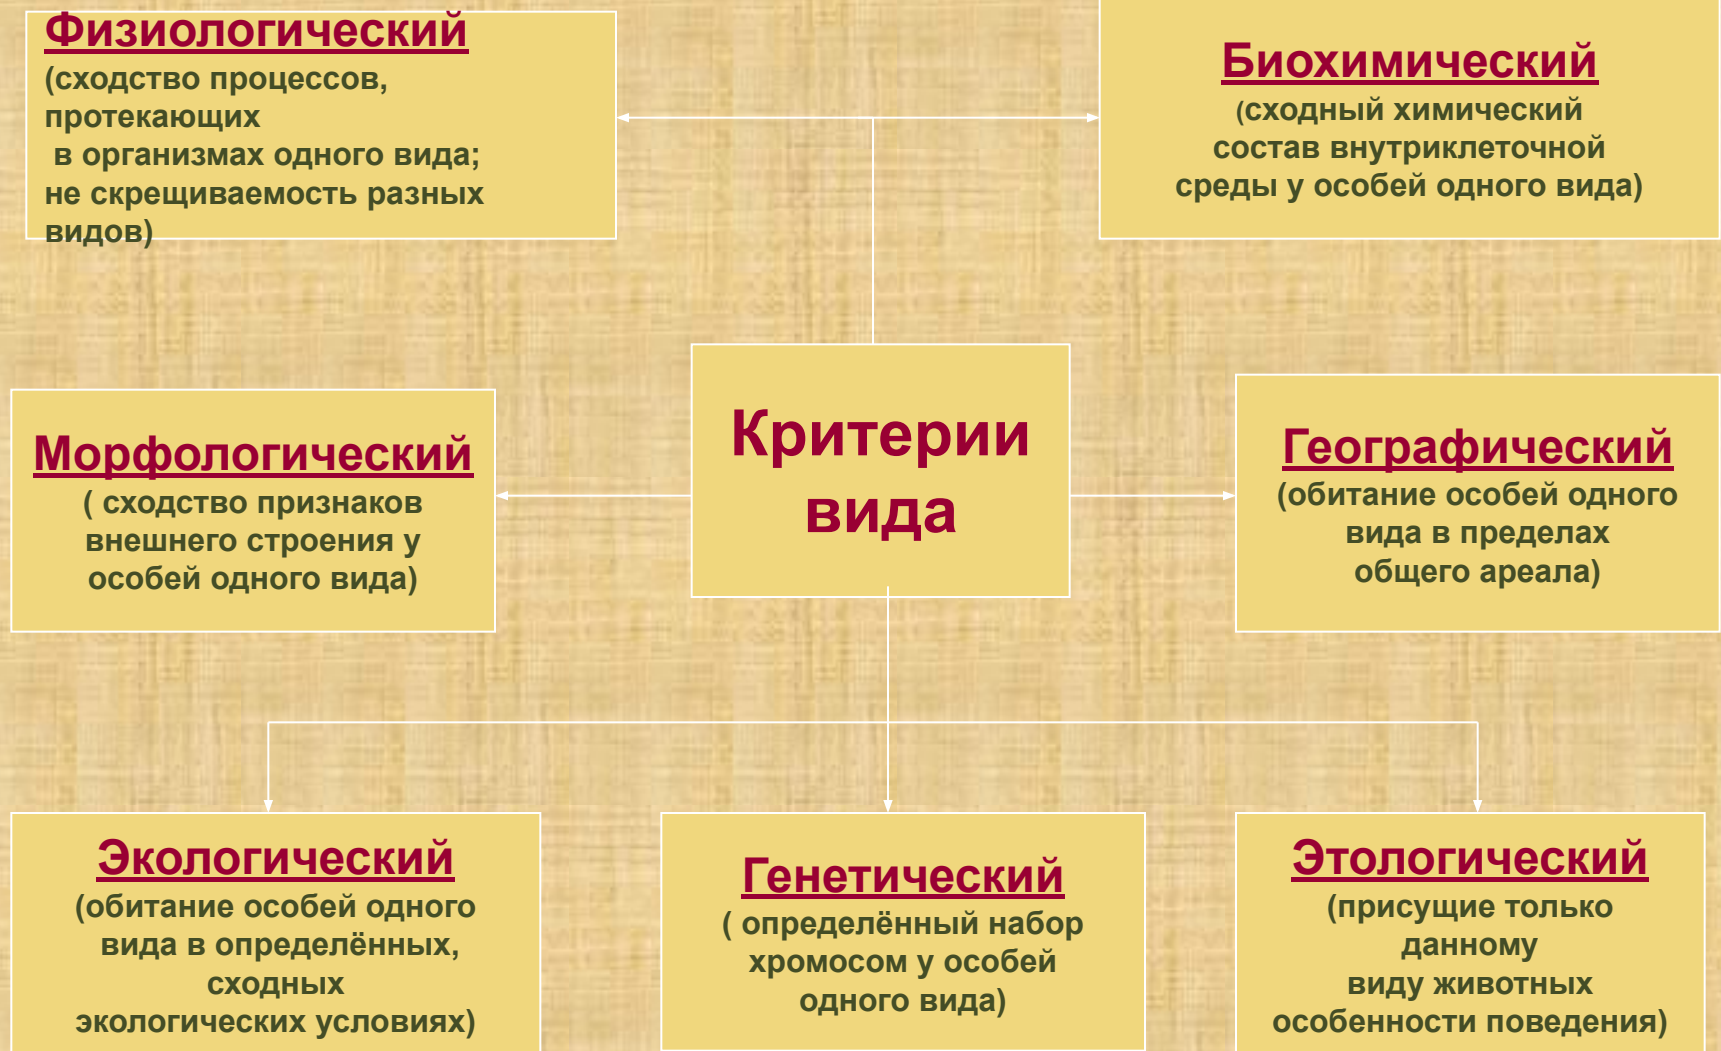 Физиологический
(сходство процессов,
протекающих
в организмах одного вида;
не скрещиваемость разных
видов)
Биохимический
(сходный химический
состав внутриклеточной
среды у особей одного вида)
Морфологический
( сходство признаков
внешнего строения у
особей одного вида)
Критерии
вида
Географический
(обитание особей одного
вида в пределах
общего ареала)
Экологический
(обитание особей одного
вида в определённых,
сходных
экологических условиях)
Генетический
( определённый набор
хромосом у особей
одного вида)
Этологический
(присущие только
данному
виду животных
особенности поведения)